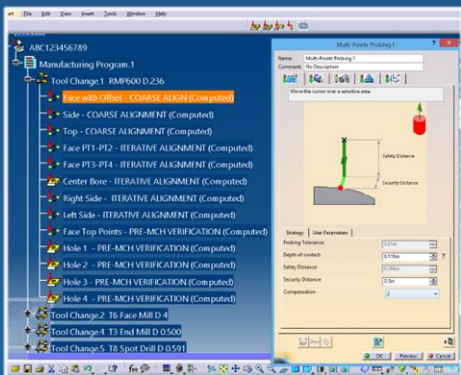 File Edit View Insert Tools Window Help
ABC123456789
Manufacturing Program.1
Tool Change.1 RMP600 D.236
Face with Offset - COARSE ALIGN (Computed)
Side - COARSE ALIGNMENT (Computed)
Top - COARSE ALIGNMENT (Computed)
Face PT1-PT2 - ITERATIVE ALIGNMENT (Computed)
Face PT3-PT4 - ITERATIVE ALIGNMENT (Computed)
Center Bore - ITERATIVE ALIGNMENT (Computed)
Right Side - ITERATIVE ALIGNMENT (Computed)
Left Side - ITERATIVE ALIGNMENT (Computed)
Face Top Points - PRE-MCH VERIFICATION (Computed)
Hole 1 - PRE-MCH VERIFICATION (Computed)
Hole 2 - PRE-MCH VERIFICATION (Computed)
Hole 3 - PRE-MCH VERIFICATION (Computed)
Hole 4 - PRE-MCH VERIFICATION (Computed)
Tool Change.2 T6 Face Mill D 4
Tool Change.4 T3 End Mill D 0.500
Tool Change.5 T8 Spot Drill D 0.591
Multi-Points Probing.1
Name: Multi-Points Probing.1
Comment: No Description
Move the cursor over a sensitive area.
Safety Distance
Security Distance
Strategy User Parameters
Probing Tolerance:
Depth of contact: 0.118in ?
Safety Distance
Security Distance: 0.5in
Compensation 2
OK Preview Cancel